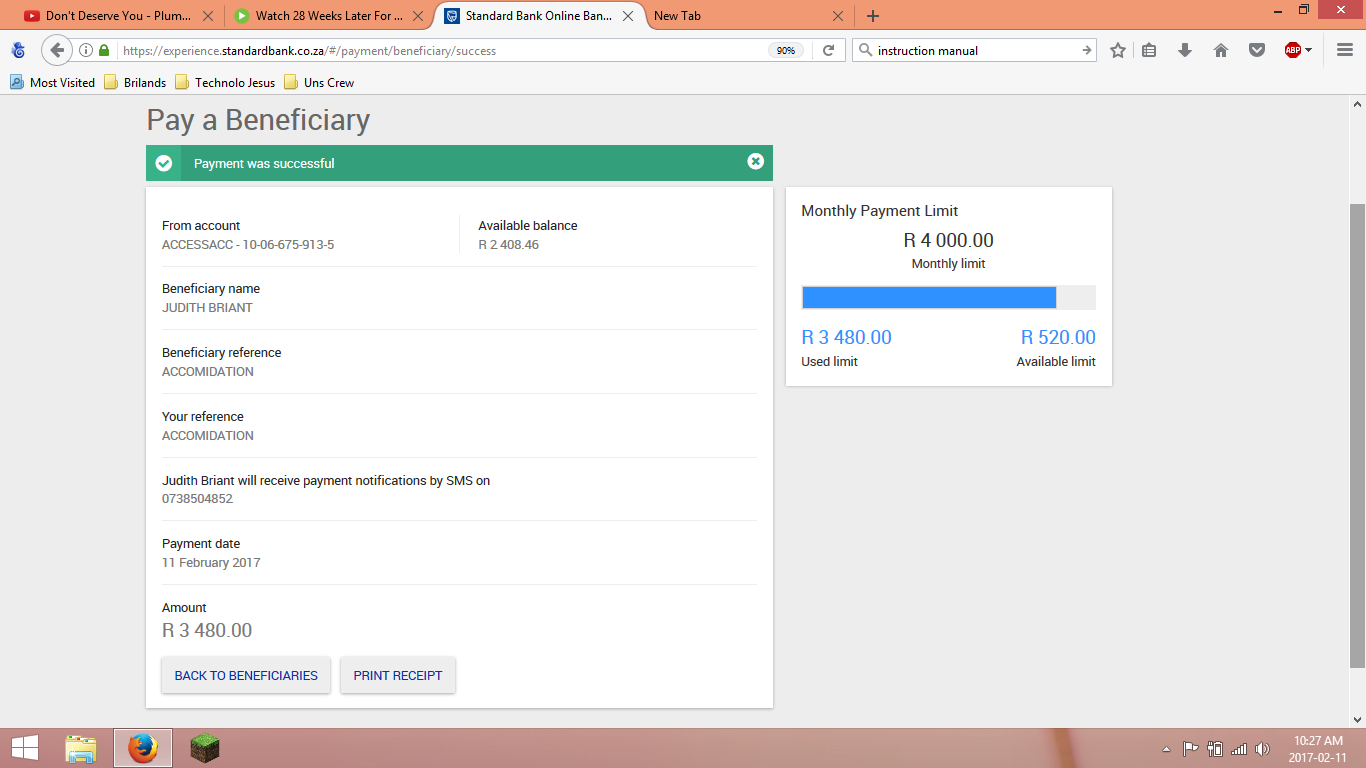 Don't Deserve You - Plum...
Watch 28 Weeks Later For ...
Standard Bank Online Ban...
New Tab
https://experience.standardbank.co.za/#/payment/beneficiary/success
90%
instruction manual
ABP
Most Visited
Brilands
Technolo Jesus
Uns Crew
Pay a Beneficiary
Payment was successful
From account
ACCESSACC - 10-06-675-913-5
Available balance
R 2 408.46
Beneficiary name
JUDITH BRIANT
Beneficiary reference
ACCOMIDATION
Your reference
ACCOMIDATION
Judith Briant will receive payment notifications by SMS on
0738504852
Payment date
11 February 2017
Amount
R 3 480.00
BACK TO BENEFICIARIES
PRINT RECEIPT
Monthly Payment Limit
R 4 000.00
Monthly limit
R 3 480.00
R 520.00
Used limit
Available limit
10:27 AM
2017-02-11